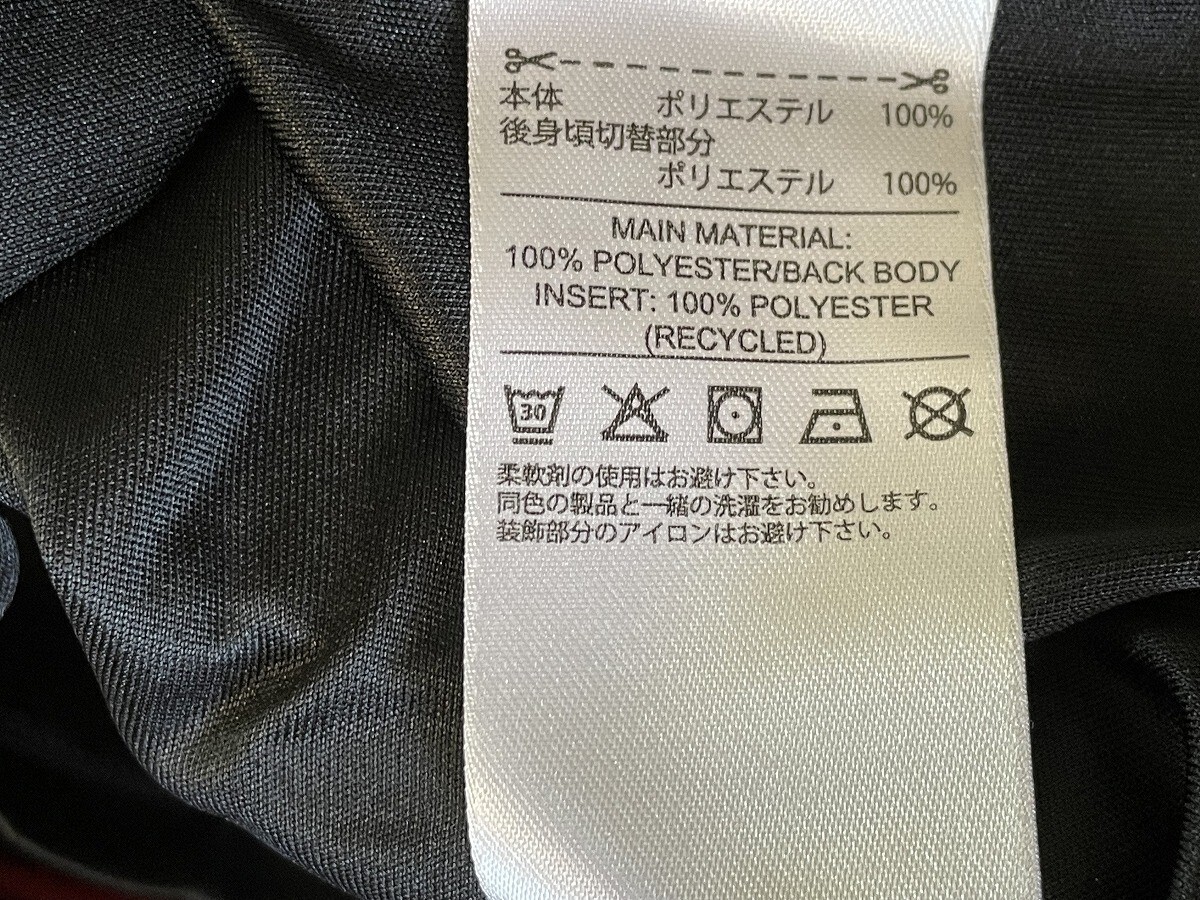 本体 ポリエステル 100%
後身頃切替部分
ポリエステル 100%
MAIN MATERIAL:
100% POLYESTER/BACK BODY
INSERT: 100% POLYESTER
(RECYCLED)
30
柔軟剤の使用はお避け下さい。
同色の製品と一緒の洗濯をお勧めします。
装飾部分のアイロンはお避け下さい。